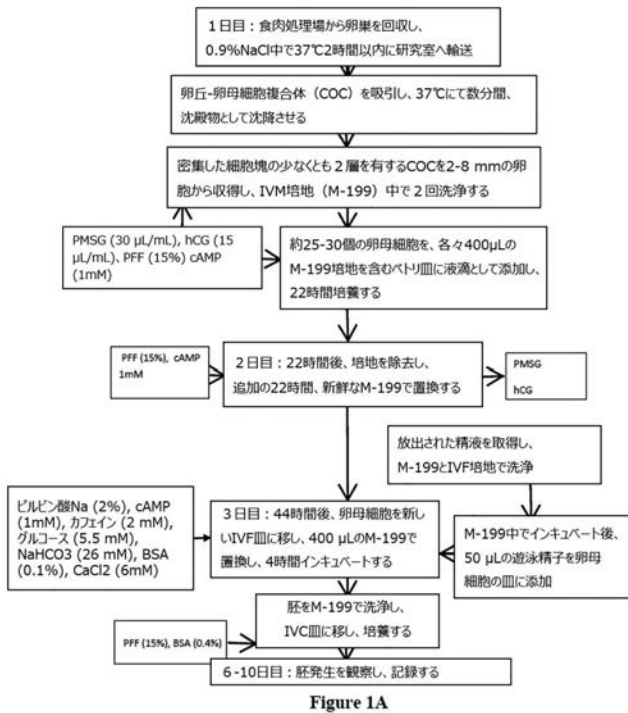 1日目：食肉処理場から卵巣を回収し、
0.9%NaCl中で37℃2時間以内に研究室へ輸送
卵丘-卵母細胞複合体（COC）を吸引し、37℃にて数分間、
沈殿物として沈降させる
密集した細胞塊の少なくとも２層を有するCOCを2-8 mmの卵
胞から収得し、IVM培地（M-199）中で２回洗浄する
PMSG (30 μL/mL), hCG (15
μL/mL)、PFF (15%) cAMP
(1mM)
約25-30個の卵母細胞を、各々400μLの
M-199培地を含むペトリ皿に液滴として添加し、
22時間培養する
PFF (15%), cAMP
1mM
２日目：22時間後、培地を除去し、
追加の22時間、新鮮なM-199で置換する
PMSG
hCG
放出された精液を取得し、
M-199とIVF培地で洗浄
ピルビン酸Na (2%), cAMP
(1mM), カフェイン (2 mM),
グルコース (5.5 mM),
NaHCO3 (26 mM), BSA
(0.1%), CaCl2 (6mM)
３日目：44時間後、卵母細胞を新し
いIVF皿に移し、400 μLのM-199で
置換し、4時間インキュベートする
M-199中でインキュベート後、
50 μLの遊泳精子を卵母
細胞の皿に添加
胚をM-199で洗浄し、
IVC皿に移し、培養する
PFF (15%), BSA (0.4%)
6-10日目：胚発生を観察し、記録する
Figure 1A